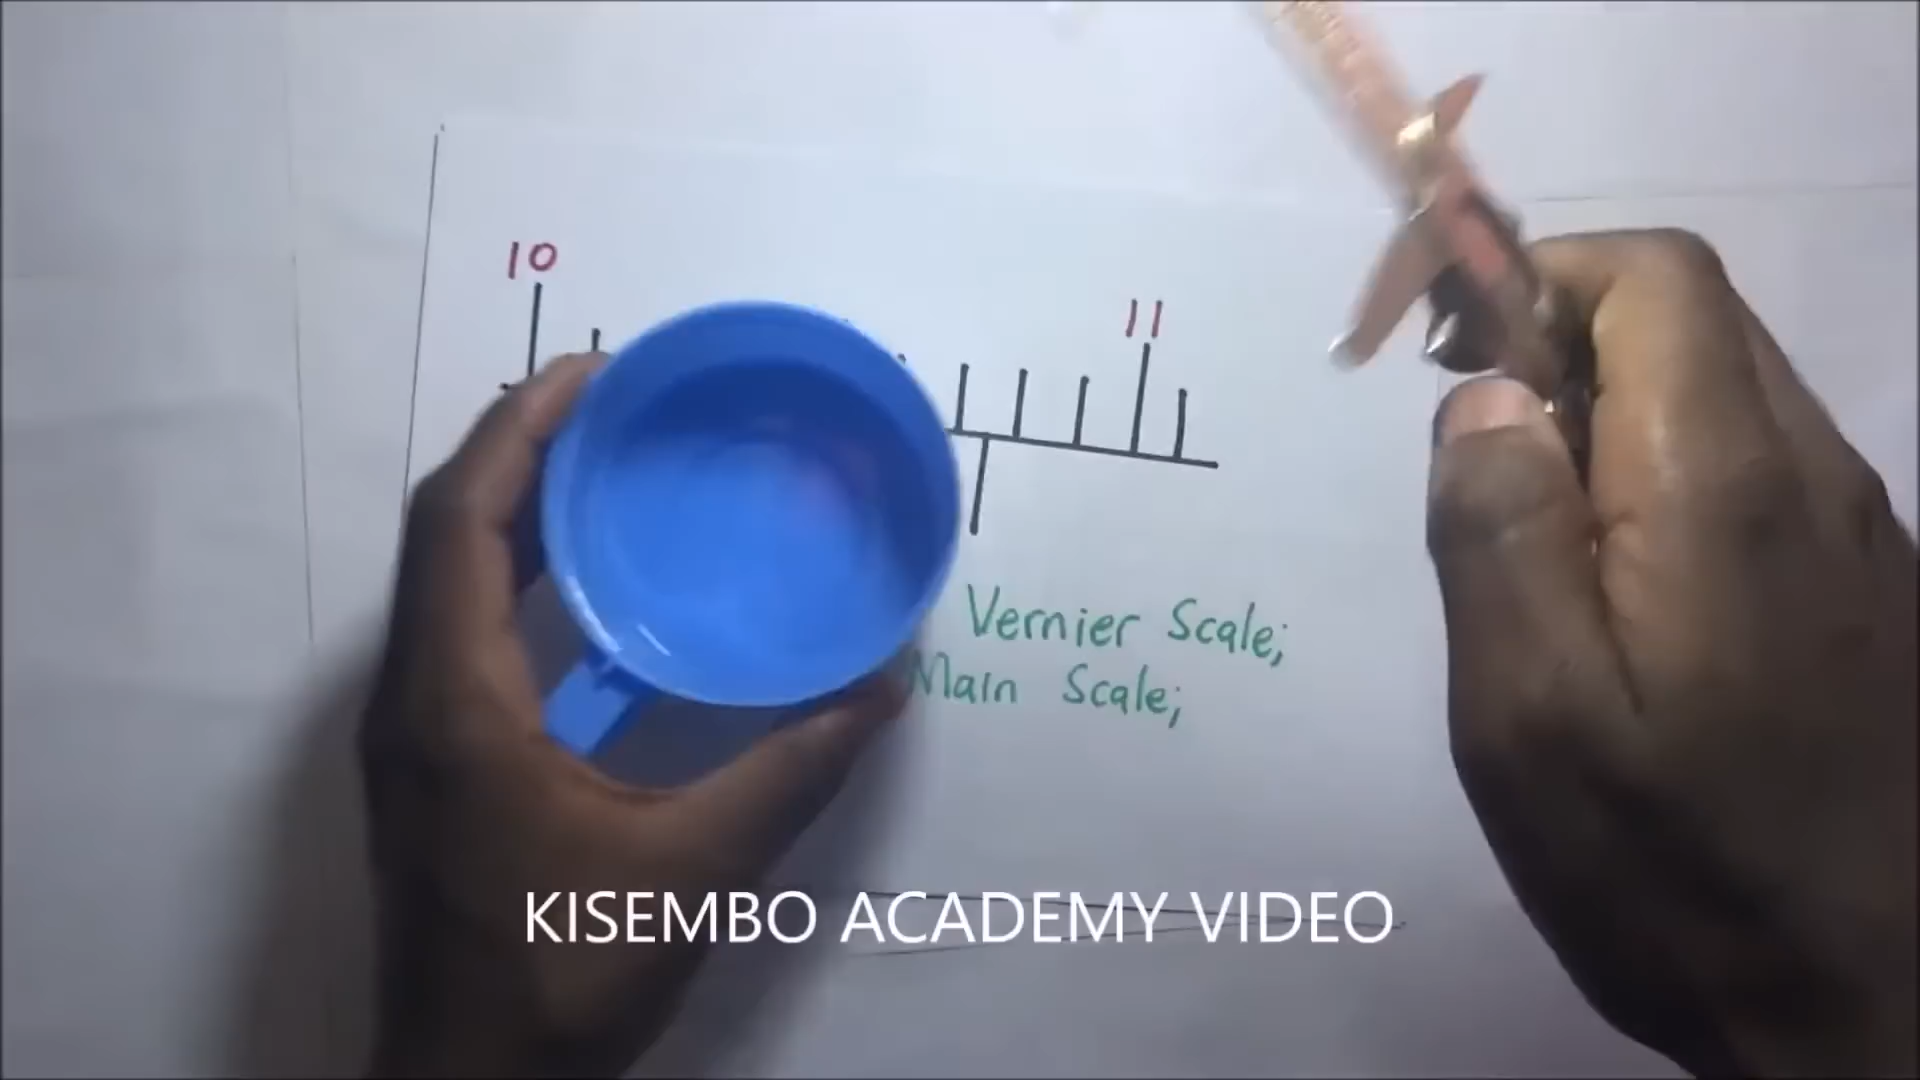 10
11
Vernier Scale;
Main Scale;
KISEMBO ACADEMY VIDEO